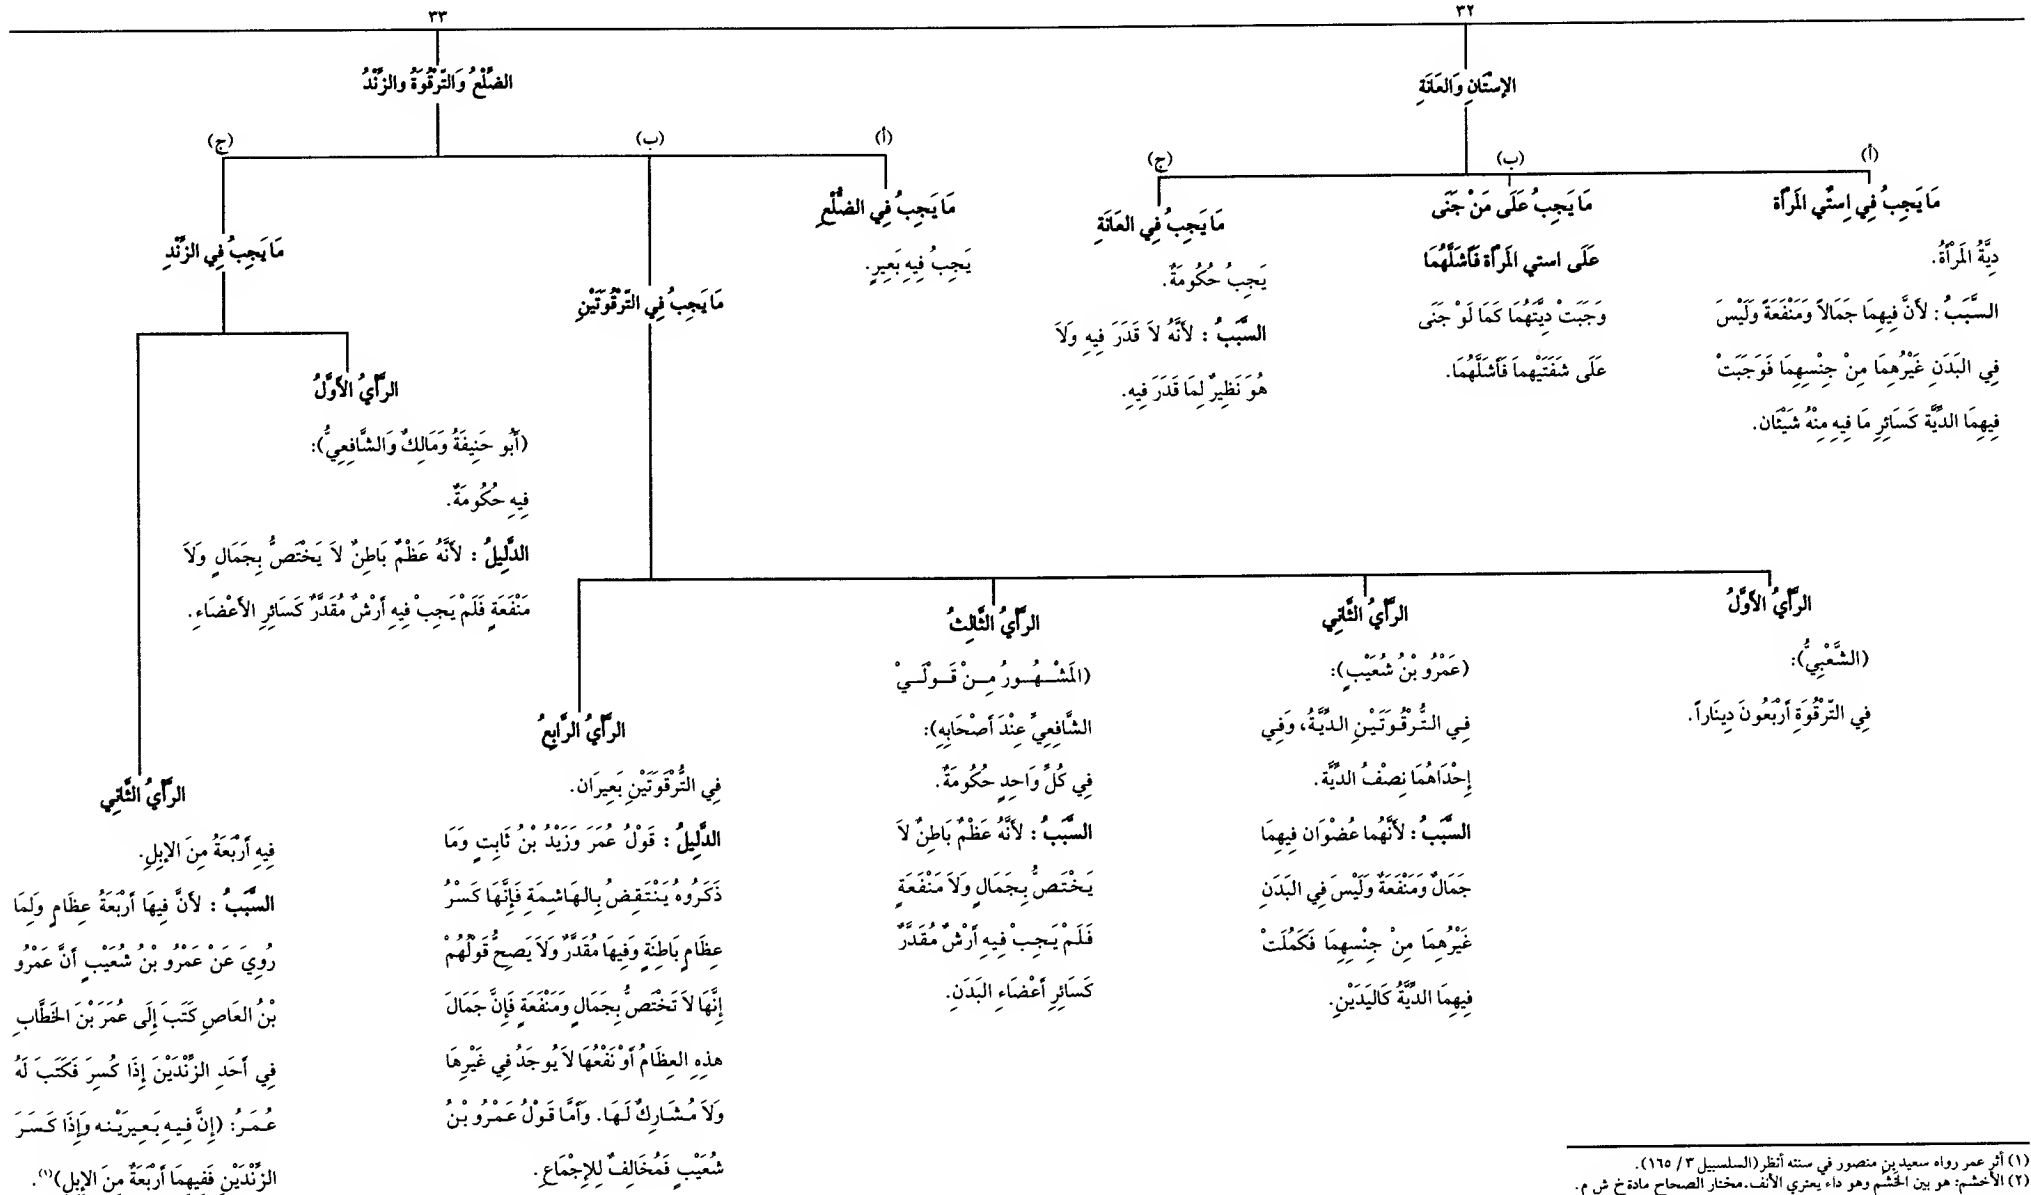 ٣٢
الإسْتَانِ وَالعَانَةِ
(أ)
مَا يَجِبُ فِي اِستَي المَرْأَة
دِيَّةُ المَرْأَةُ.
السَّبَبُ : لأَنَّ فِيهِمَا جَمَالاً وَمَنْفَعَةً وَلَيْسَ
فِي البَدَنِ غَيْرُهِمَا مِنْ جِنْسِهِمَا فَوَجَبَتْ
فِيهِمَا الدِّيَّة كَسَائِرِ مَا فِيهِ مِنْهُ شَيْئَان.
(ب)
مَا يَجِبُ عَلَى مَنْ جَنَى
عَلَى استي المَرْأَة فَأَشَلَّهُمَا
وَجَبَتْ دِيَّتَهُمَا كَمَا لَوْ جَنَى
عَلَى شَفَتَيْهِمَا فَأَشَلَّهُمَا.
(ج)
مَا يَجِبُ فِي العَانَةِ
يَجِبُ حُكُومَةٌ.
السَّبَبُ : لأَنَّهُ لاَ قَدَرَ فِيهِ وَلاَ
هُوَ نَظِيرٌ لِمَا قَدَرَ فِيهِ.
٣٣
الضِّلْعُ وَالتَّرْقُوَةُ والزَّنْدُ
(أ)
مَا يَجِبُ فِي الضِّلْعِ
يَجِبُ فِيهِ بَعِيرٍ.
(ب)
مَا يَجِبُ فِي التَّرْقُوَتَيْنِ
الرَّأْيُ الأَوَّلُ
(الشَّعْبِيُّ):
فِي التَّرْقُوَةِ أَرْبَعُونَ دِينَاراً.
الرَّأْيُ الثَّانِي
(عَمْرُو بْنُ شُعَيْبٍ):
فِي التُّرْقُوَتَيْنِ الدِّيَّةُ، وَفِي
إِحْدَاهُمَا نِصْفُ الدِّيَّة.
السَّبَبُ : لأَنَّهُمَا عُضْوَان فِيهِمَا
جَمَالٌ وَمَنْفَعَةٌ وَلَيْسَ فِي البَدَنِ
غَيْرُهِمَا مِنْ جِنْسِهِمَا فَكَمُلَتْ
فِيهِمَا الدِّيَّةُ كَاليَدَيْنِ.
الرَّأْيُ الثَّالِثُ
(المَشْهُورُ مِنْ قَوْلَيْ
الشَّافِعِيِّ عِنْدَ أَصْحَابِهِ):
فِي كُلِّ وَاحِدٍ حُكُومَةٌ.
السَّبَبُ : لأَنَّهُ عَظْمٌ بَاطِنٌ لاَ
يَخْتَصُّ بِجَمَالٍ وَلاَ مَنْفَعَةٍ
فَلَمْ يَجِبْ فِيهِ أَرْشٌ مُقَدَّرٌ
كَسَائِرِ أَعْضَاءِ البَدَنِ.
الرَّأْيُ الرَّابِعُ
فِي التُّرْقَوَتَيْنِ بَعِيرَان.
الدَّلِيلُ : قَوْلُ عُمَرَ وَزَيْدُ بْنُ ثَابِتٍ وَمَا
ذَكَرُوهُ يَنْتَقِضُ بِالهَاشِمَةِ فَإِنَّهَا كَسْرُ
عِظَامٍ بَاطِنَةٍ وَفِيهَا مُقَدَّرٌ وَلاَ يَصِحُّ قَوْلُهُمْ
إِنَّهَا لاَ تَخْتَصُّ بِجَمَالٍ وَمَنْفَعَةٍ فَإِنَّ جَمَالَ
هذِهِ العِظَامُ أَوْ نَفْعُهَا لاَ يُوجَدُ فِي غَيْرِهَا
وَلاَ مُشَارِكٌ لَهَا. وَأَمَّا قَوْلُ عَمْرُو بْنُ
شُعَيْبٍ فَمُخَالِفٌ لِلإِجْمَاعِ.
(ج)
مَا يَجِبُ فِي الزَّنْدِ
الرَّأْيُ الأَوَّلُ
(أَبُو حَنِيفَةُ وَمَالِكٌ وَالشَّافِعِيُّ):
فِيهِ حُكُومَةٌ.
الدَّلِيلُ : لأَنَّهُ عَظْمٌ بَاطِنٌ لاَ يَخْتَصُّ بِجَمَالٍ وَلاَ
مَنْفَعَةٍ فَلَمْ يَجِبْ فِيهِ أَرْشٌ مُقَدَّرٌ كَسَائِرِ الأَعْضَاءِ.
الرَّأْيُ الثَّانِي
فِيهِ أَرْبَعَةُ مِنَ الإِبِلِ.
السَّبَبُ : لأَنَّ فِيهَا أَرْبَعَةُ عِظَامٍ وَلِمَا
رُوِيَ عَنْ عَمْرُو بْنُ شُعَيْبٍ أَنَّ عَمْرُو
بْنُ العَاصِ كَتَبَ إِلَى عُمَرَ بْنَ الخَطَّابِ
فِي أَحَدِ الزَّنْدَيْنَ إِذَا كُسِرَ فَكَتَبَ لَهُ
عُمَرُ: (إِنَّ فِيهِ بَعِيرَيْنه وَإِذَا كَسَرَ
الزَّنْدَيْنِ فَفِيهِمَا أَرْبَعَةٌ مِنَ الإِبِلِ)(١).
(١) أثر عمر رواه سعيد بن منصور في سننه أنظر (السلسبيل ٣ / ١٦٥).
(٢) الأخشم: هو بين الخَشَم وهو داء يعتري الأنف. مختار الصحاح مادة خ ش م.